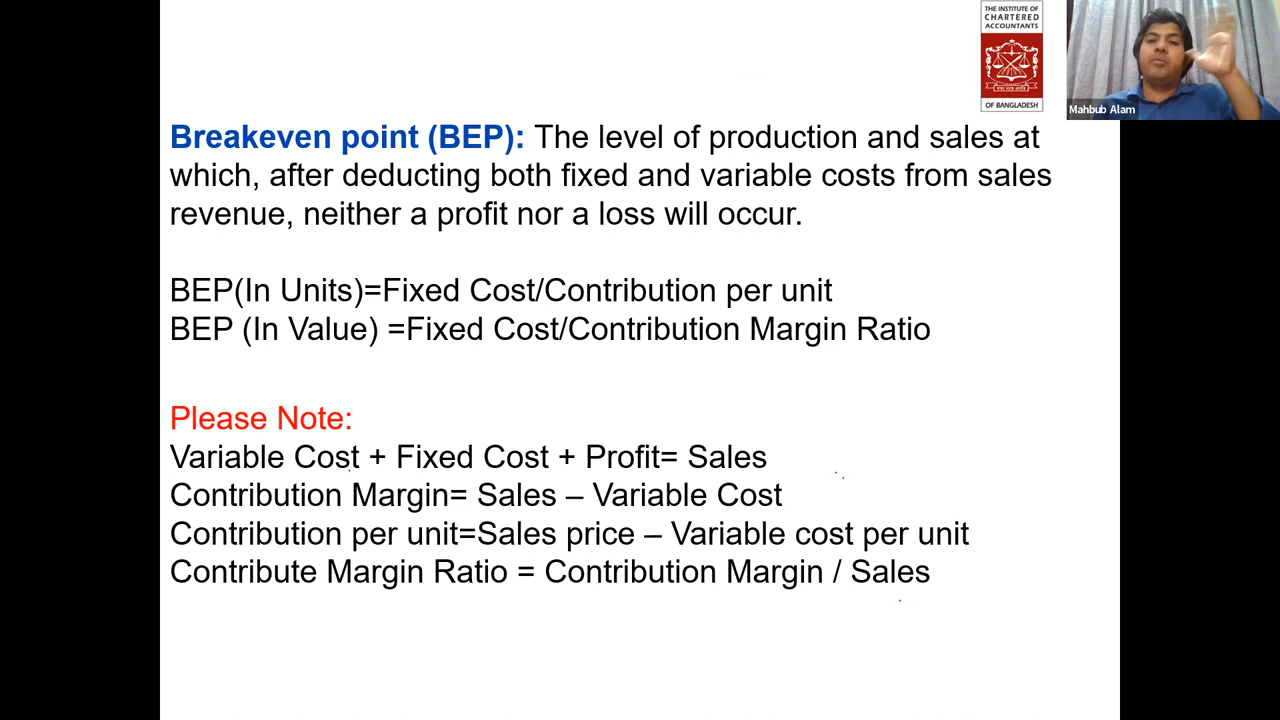 THE INSTITUTE OF
CHARTERED
ACCOUNTANTS
OF BANGLADESH
Mahbub Alam
Breakeven point (BEP): The level of production and sales at
which, after deducting both fixed and variable costs from sales
revenue, neither a profit nor a loss will occur.
BEP(In Units)=Fixed Cost/Contribution per unit
BEP (In Value) =Fixed Cost/Contribution Margin Ratio
Please Note:
Variable Cost + Fixed Cost + Profit= Sales
Contribution Margin= Sales – Variable Cost
Contribution per unit=Sales price – Variable cost per unit
Contribute Margin Ratio = Contribution Margin / Sales